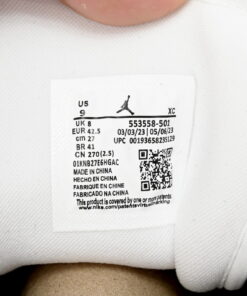 US
9
XC
UK 8
EUR 42.5
cm 27
BR 41
CN 270(2.5)
553558-501
03/03/23 | 05/06/23
UPC
01KNB27E6HGAC
MADE IN CHINA
HECHO EN CHINA
FABRIQUE EN CHINE
FABRICADO NA CHINA
This product is covered by one or more patents.